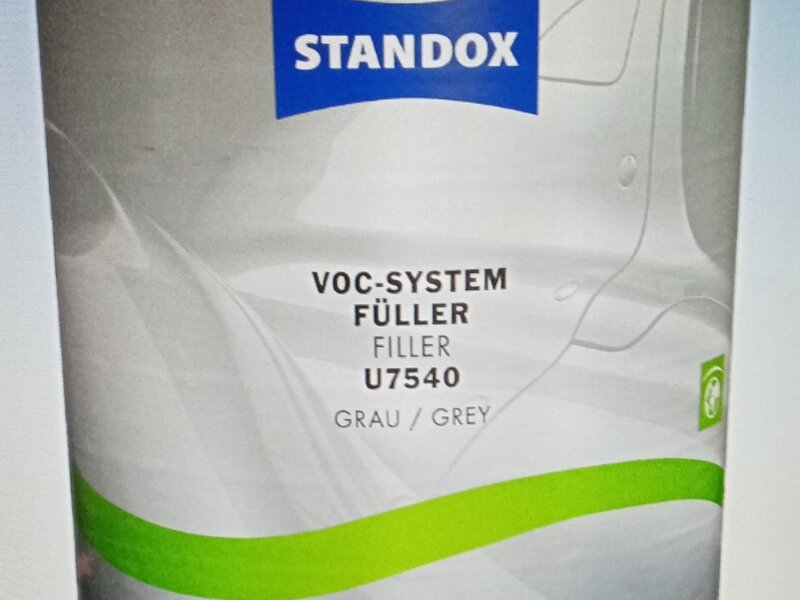 STANDOX
VOC-SYSTEM
FÜLLER
FILLER
U7540
GRAU / GREY